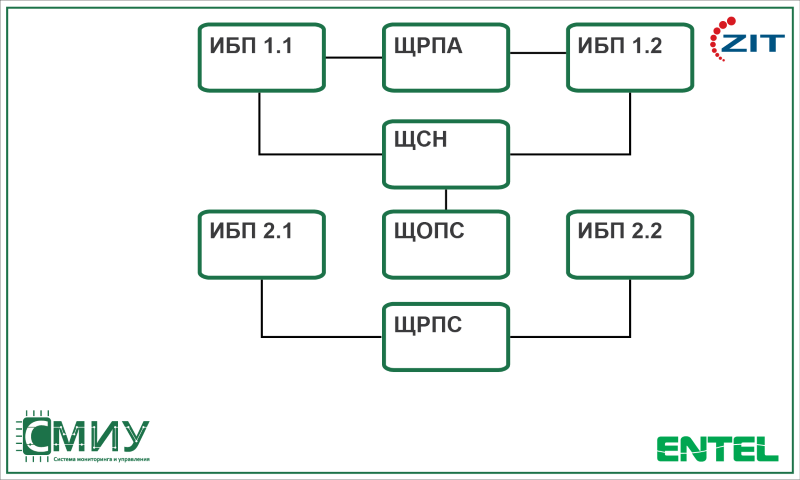 ИБП 1.1 ЩРПА ИБП 1.2
ZIT
ЩСН
ИБП 2.1 ЩОПС ИБП 2.2
ЩРПС
СМИУ
Система мониторинга и управления
ENTEL